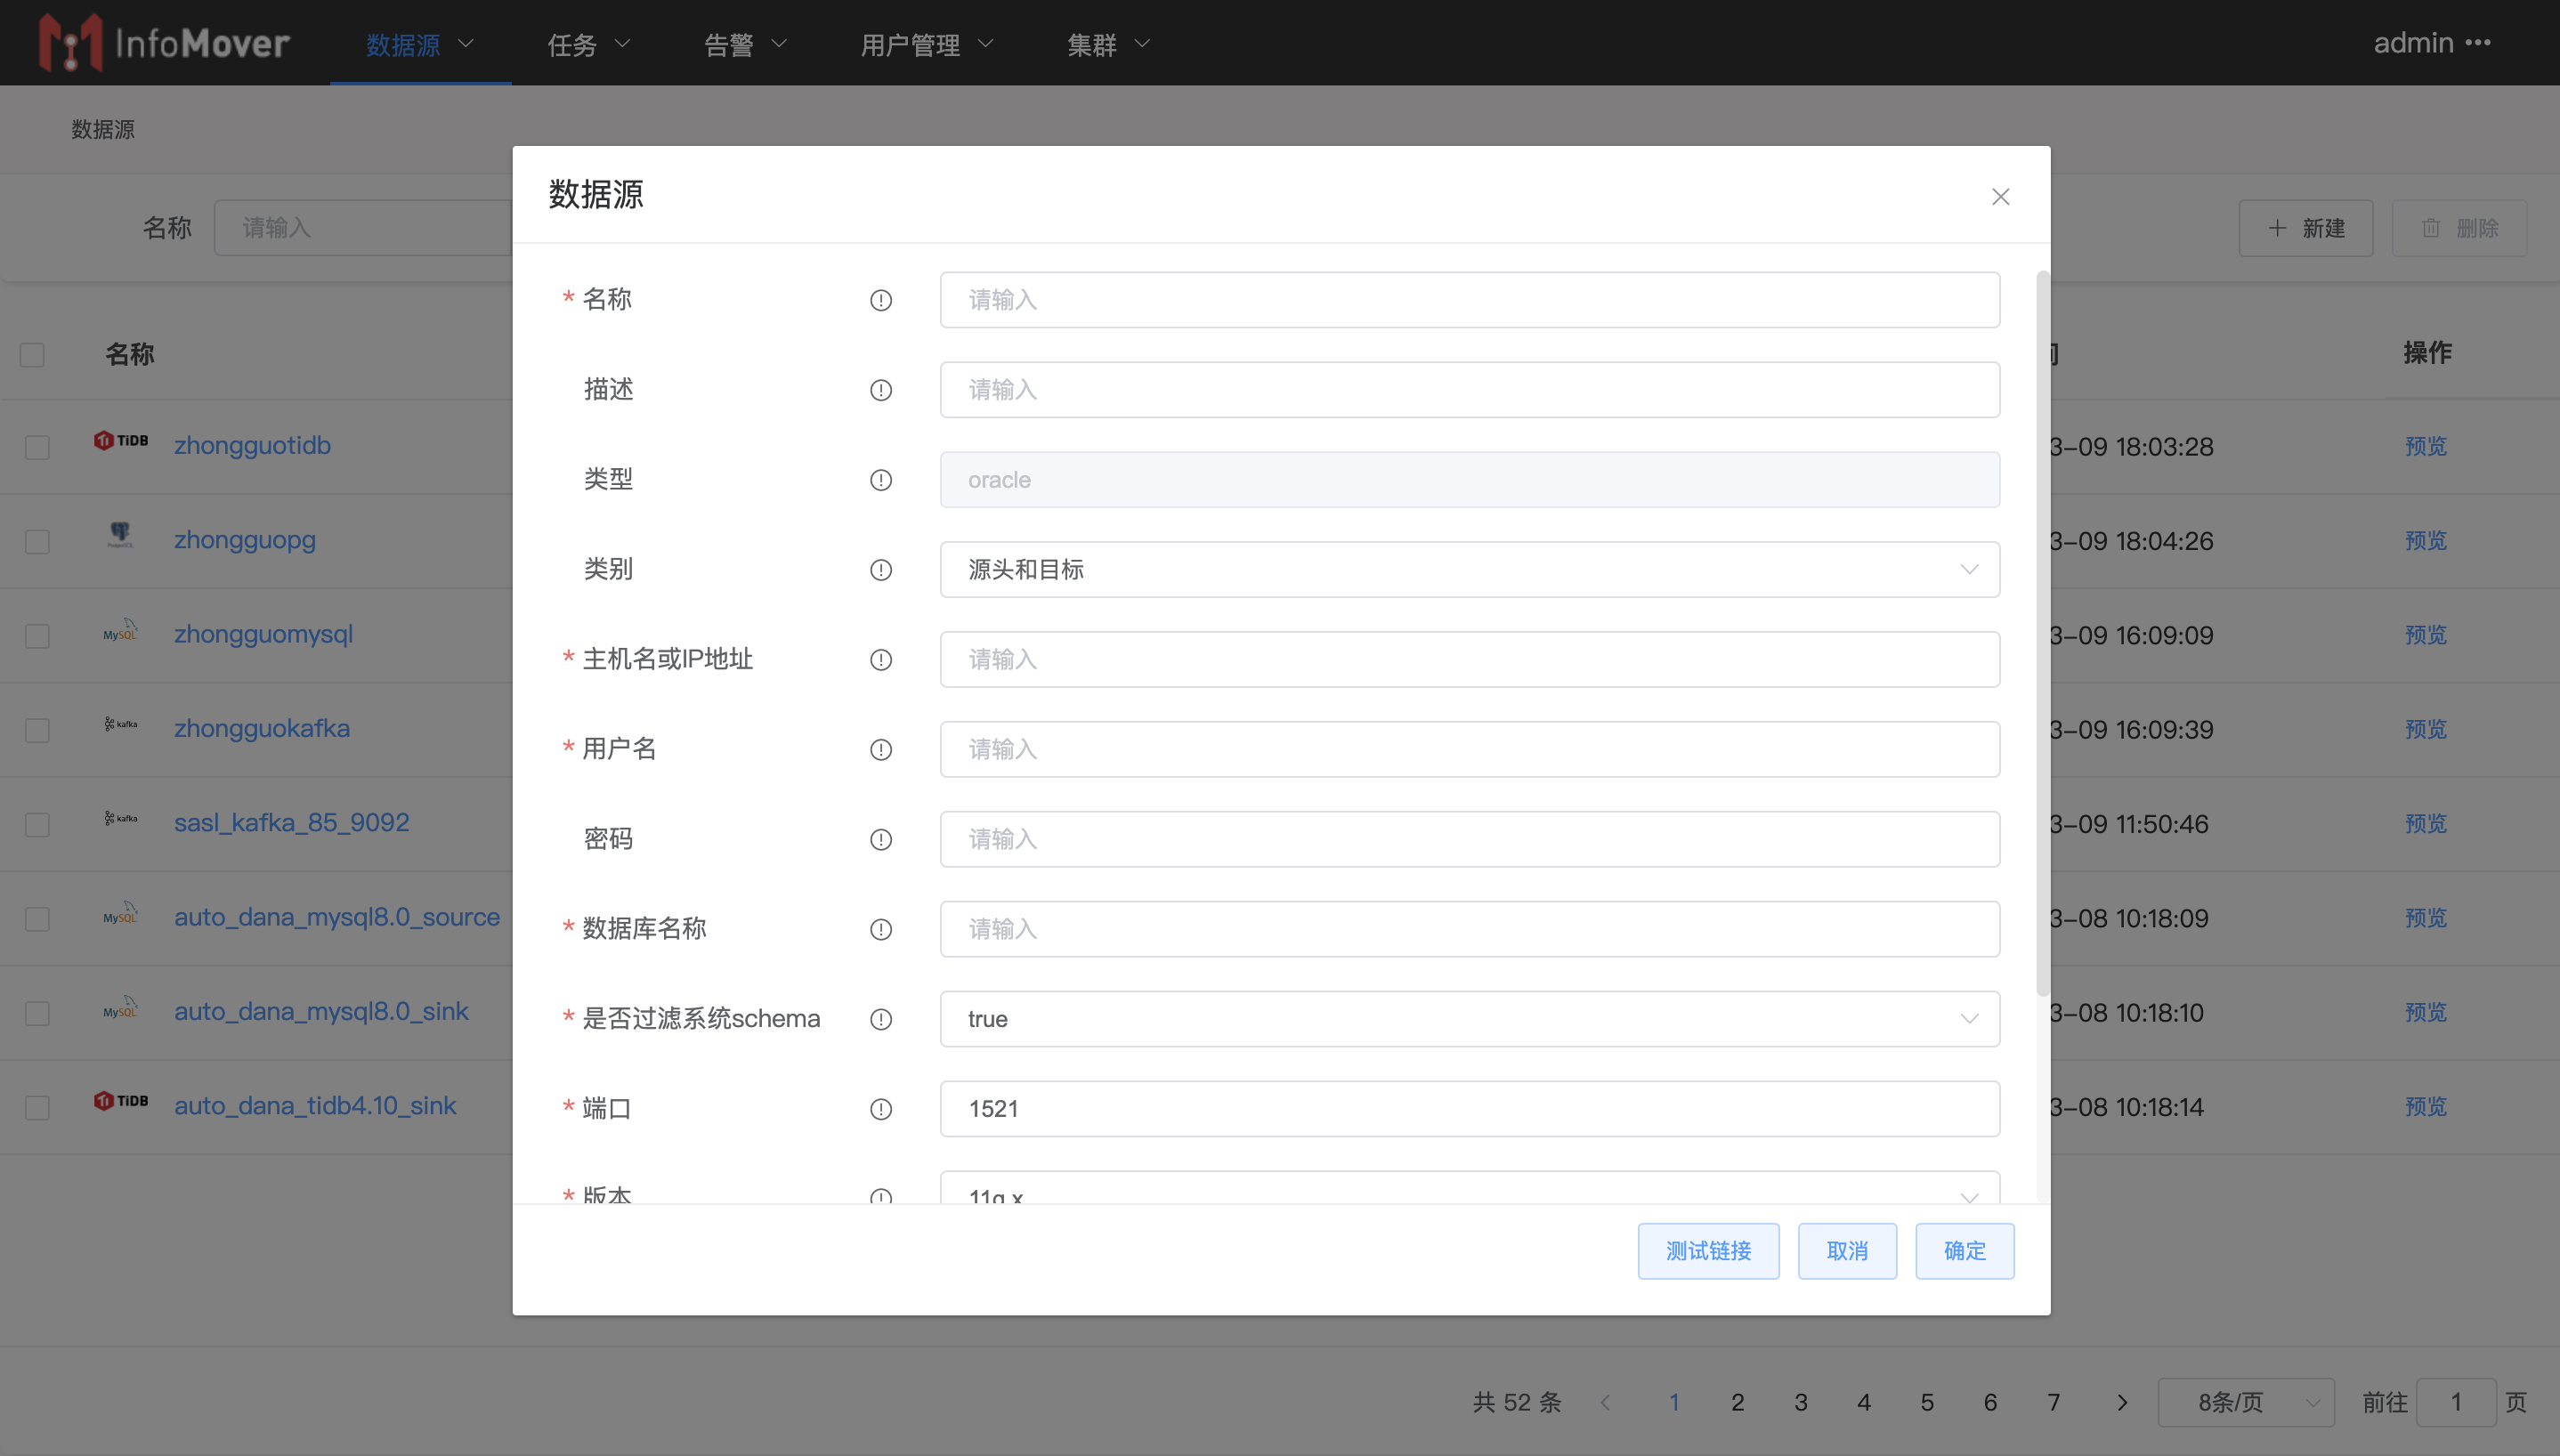 InfoMover 数据源 任务 告警 用户管理 集群 admin
数据源
名称 请输入 新建 删除
名称 操作
TiDB zhongguotidb 3-09 18:03:28 预览
PostgreSQL zhongguopg 3-09 18:04:26 预览
MySQL zhongguomysql 3-09 16:09:09 预览
kafka zhongguokafka 3-09 16:09:39 预览
kafka sasl_kafka_85_9092 3-09 11:50:46 预览
MySQL auto_dana_mysql8.0_source 3-08 10:18:09 预览
MySQL auto_dana_mysql8.0_sink 3-08 10:18:10 预览
TiDB auto_dana_tidb4.10_sink 3-08 10:18:14 预览
数据源
* 名称 请输入
描述 请输入
类型 oracle
类别 源头和目标
* 主机名或IP地址 请输入
* 用户名 请输入
密码 请输入
* 数据库名称 请输入
* 是否过滤系统schema true
* 端口 1521
* 版本 11g.x
测试链接 取消 确定
共 52 条 1 2 3 4 5 6 7 8条/页 前往 1 页